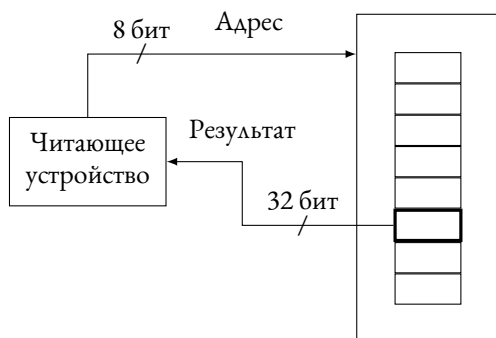 8 бит
Адрес
Читающее
устройство
Результат
32 бит